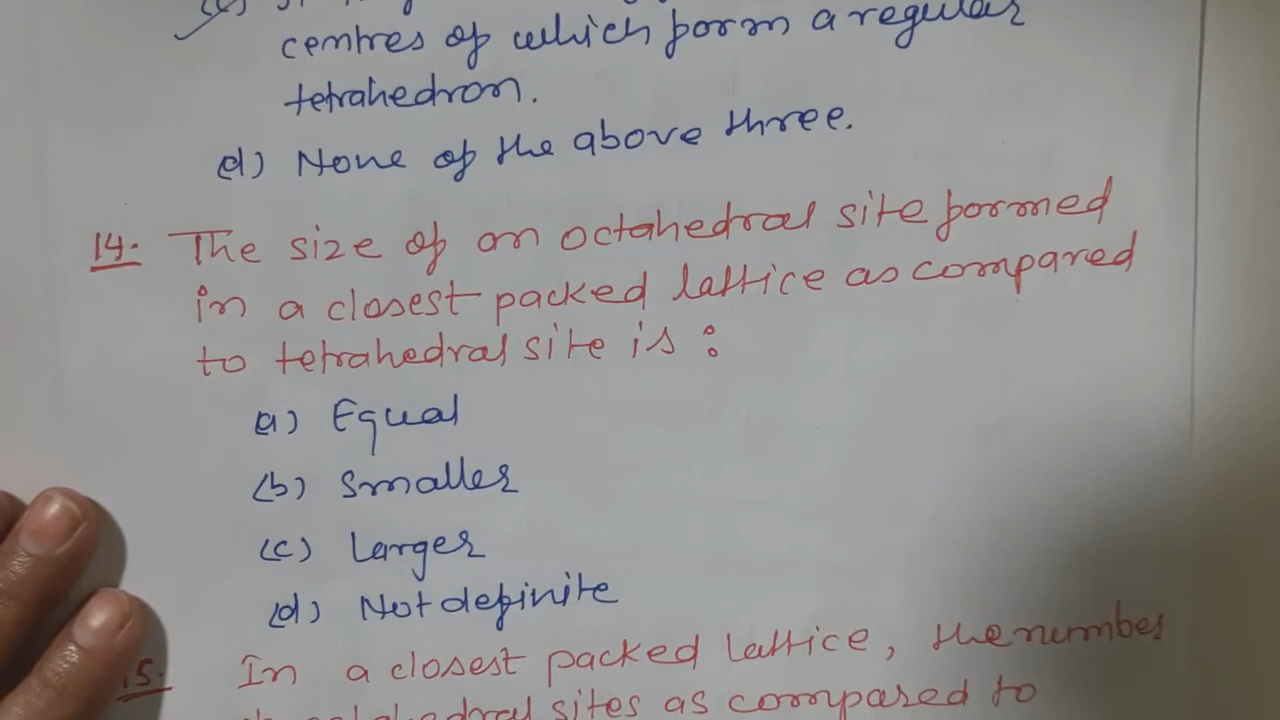 centres of which form a regular
tetrahedron.
d) None of the above three.
14. The size of an octahedral site formed
in a closest packed lattice as compared
to tetrahedral site is :
a) Equal
(b) Smaller
(c) Larger
(d) Not definite
15. In a closest packed lattice, the number
octahedral sites as compared to